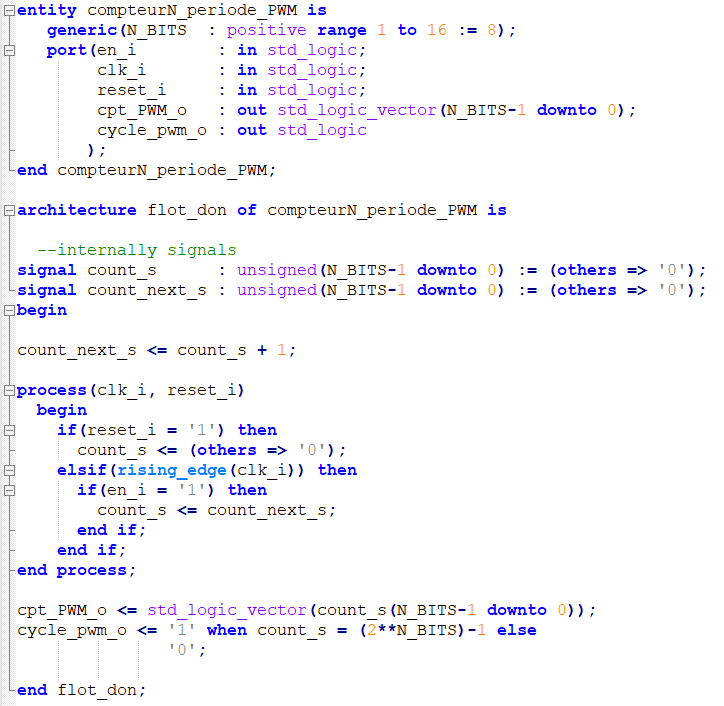 entity compteurN_periode_PWM is
generic(N_BITS : positive range 1 to 16 := 8);
port(en_i : in std_logic;
clk_i : in std_logic;
reset_i : in std_logic;
cpt_PWM_o : out std_logic_vector(N_BITS-1 downto 0);
cycle_pwm_o : out std_logic
);
end compteurN_periode_PWM;
architecture flot_don of compteurN_periode_PWM is
--internally signals
signal count_s : unsigned(N_BITS-1 downto 0) := (others => '0');
signal count_next_s : unsigned(N_BITS-1 downto 0) := (others => '0');
begin
count_next_s <= count_s + 1;
process(clk_i, reset_i)
begin
if(reset_i = '1') then
count_s <= (others => '0');
elsif(rising_edge(clk_i)) then
if(en_i = '1') then
count_s <= count_next_s;
end if;
end if;
end process;
cpt_PWM_o <= std_logic_vector(count_s(N_BITS-1 downto 0));
cycle_pwm_o <= '1' when count_s = (2**N_BITS)-1 else
'0';
end flot_don;